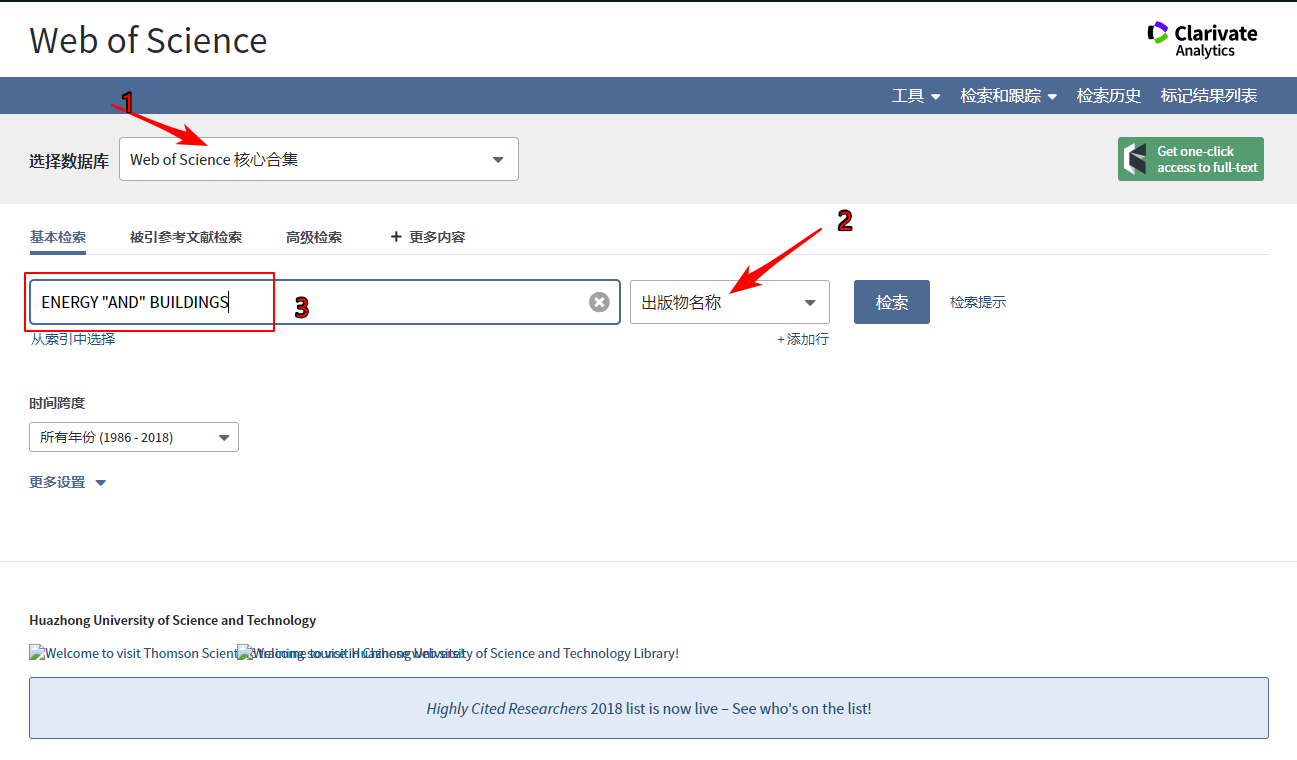 Web of Science
Clarivate
Analytics
工具 检索和跟踪 检索历史 标记结果列表
1
选择数据库 Web of Science 核心合集
Get one-click
access to full-text
2
基本检索 被引参考文献检索 高级检索 + 更多内容
ENERGY "AND" BUILDINGS 3 出版物名称 检索 检索提示
从索引中选择 + 添加行
时间跨度
所有年份 (1986 - 2018)
更多设置
Huazhong University of Science and Technology
Welcome to visit Thomson Scient University of Science and Technology Library!
Highly Cited Researchers 2018 list is now live – See who's on the list!